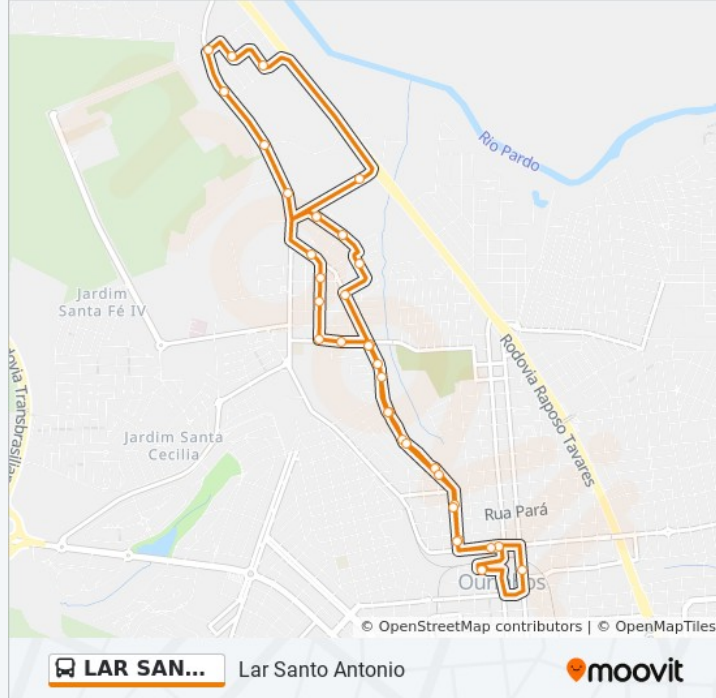 Rio Pardo
Jardim
Santa Fé IV
Rodovia Raposo Tavares
Jardim Santa
Cecilia
Rua Pará
© OpenStreetMap contributors | © OpenMapTiles
LAR SAN...
Lar Santo Antonio
moovit